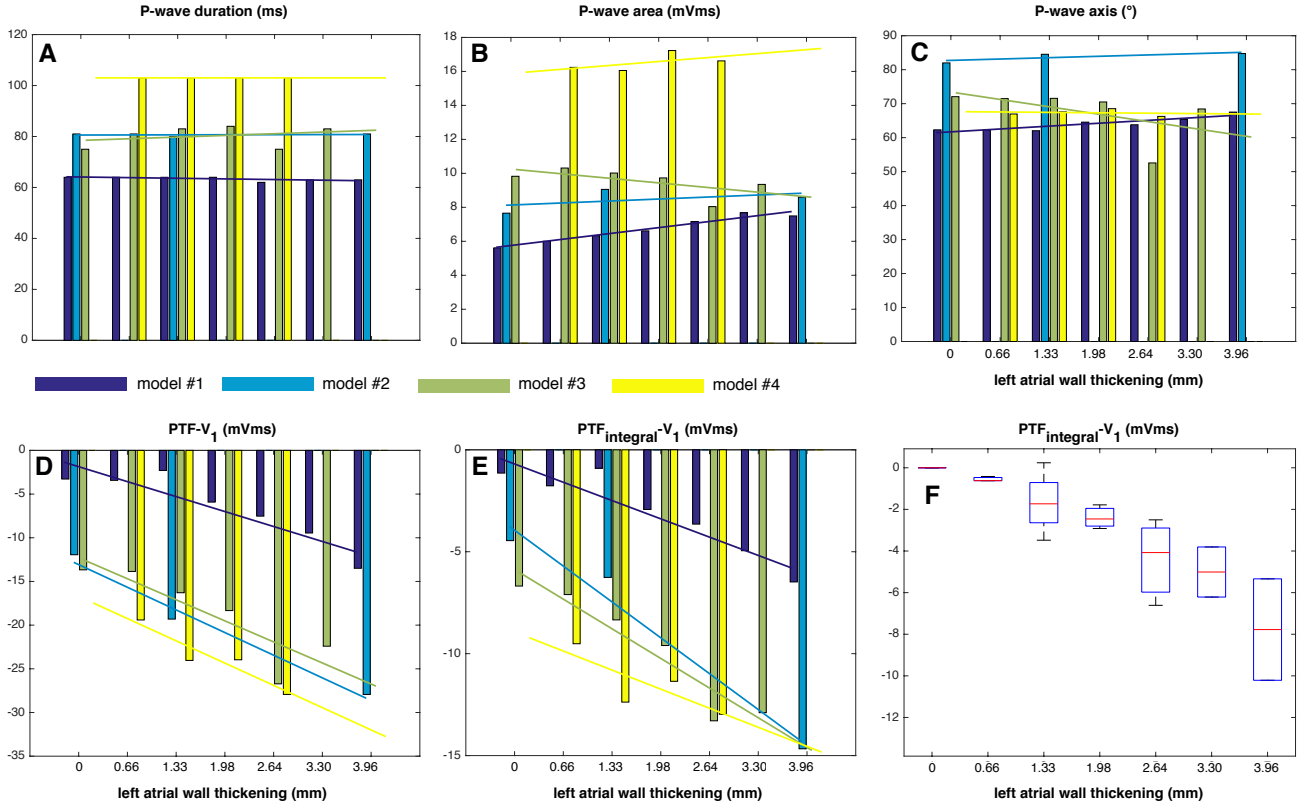 P-wave duration (ms)
P-wave area (mVms)
P-wave axis (°)
A
120
100
80
60
40
20
0
B
18
16
14
12
10
8
6
4
2
0
C
90
80
70
60
50
40
30
20
10
0
0 0.66 1.33 1.98 2.64 3.30 3.96
left atrial wall thickening (mm)
model #1 model #2 model #3 model #4
PTF-V1 (mVms)
PTFintegral-V1 (mVms)
PTFintegral-V1 (mVms)
D
0
-5
-10
-15
-20
-25
-30
-35
0 0.66 1.33 1.98 2.64 3.30 3.96
left atrial wall thickening (mm)
E
0
-5
-10
-15
0 0.66 1.33 1.98 2.64 3.30 3.96
left atrial wall thickening (mm)
F
0
-2
-4
-6
-8
-10
-12
0 0.66 1.33 1.98 2.64 3.30 3.96
left atrial wall thickening (mm)